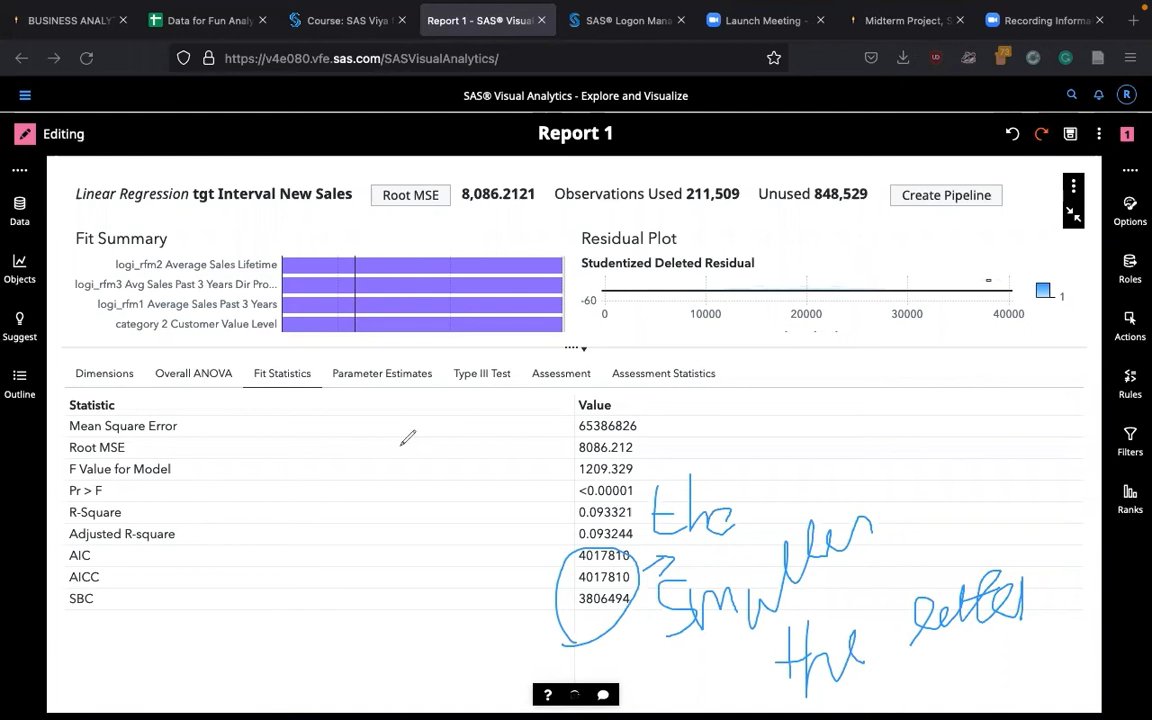 BUSINESS ANALY
Data for Fun Analy
Course: SAS Viya
Report 1 - SAS® Visual
SAS® Logon Mana
Launch Meeting -
Midterm Project, S
Recording Informa
https://v4e080.vfe.sas.com/SASVisualAnalytics/
73
SAS® Visual Analytics - Explore and Visualize
R
Editing
Report 1
1
Linear Regression tgt Interval New Sales
Root MSE
8,086.2121
Observations Used 211,509
Unused 848,529
Create Pipeline
Data
Objects
Suggest
Outline
Options
Roles
Actions
Rules
Filters
Ranks
Fit Summary
logi_rfm2 Average Sales Lifetime
logi_rfm3 Avg Sales Past 3 Years Dir Pro...
logi_rfm1 Average Sales Past 3 Years
category 2 Customer Value Level
Residual Plot
Studentized Deleted Residual
-60
0 10000 20000 30000 40000
1
Dimensions Overall ANOVA Fit Statistics Parameter Estimates Type III Test Assessment Assessment Statistics
Statistic Value
Mean Square Error 65386826
Root MSE 8086.212
F Value for Model 1209.329
Pr > F <0.00001
R-Square 0.093321
Adjusted R-square 0.093244
AIC 4017810
AICC 4017810
SBC 3806494
the
smaller
the
better
?